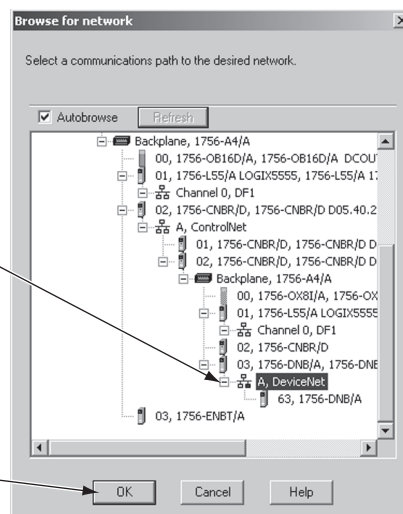 Browse for network
Select a communications path to the desired network.
Autobrowse
Refresh
Backplane, 1756-A4/A
00, 1756-OB16D/A, 1756-OB16D/A DCOU
01, 1756-L55/A LOGIX5555, 1756-L55/A 17
Channel 0, DF1
02, 1756-CNBR/D, 1756-CNBR/D D05.40.2
A, ControlNet
01, 1756-CNBR/D, 1756-CNBR/D D
02, 1756-CNBR/D, 1756-CNBR/D D
Backplane, 1756-A4/A
00, 1756-OX8I/A, 1756-OX
01, 1756-L55/A LOGIX5555
Channel 0, DF1
02, 1756-CNBR/D
03, 1756-DNB/A, 1756-DNB
A, DeviceNet
63, 1756-DNB/A
03, 1756-ENBT/A
OK
Cancel
Help